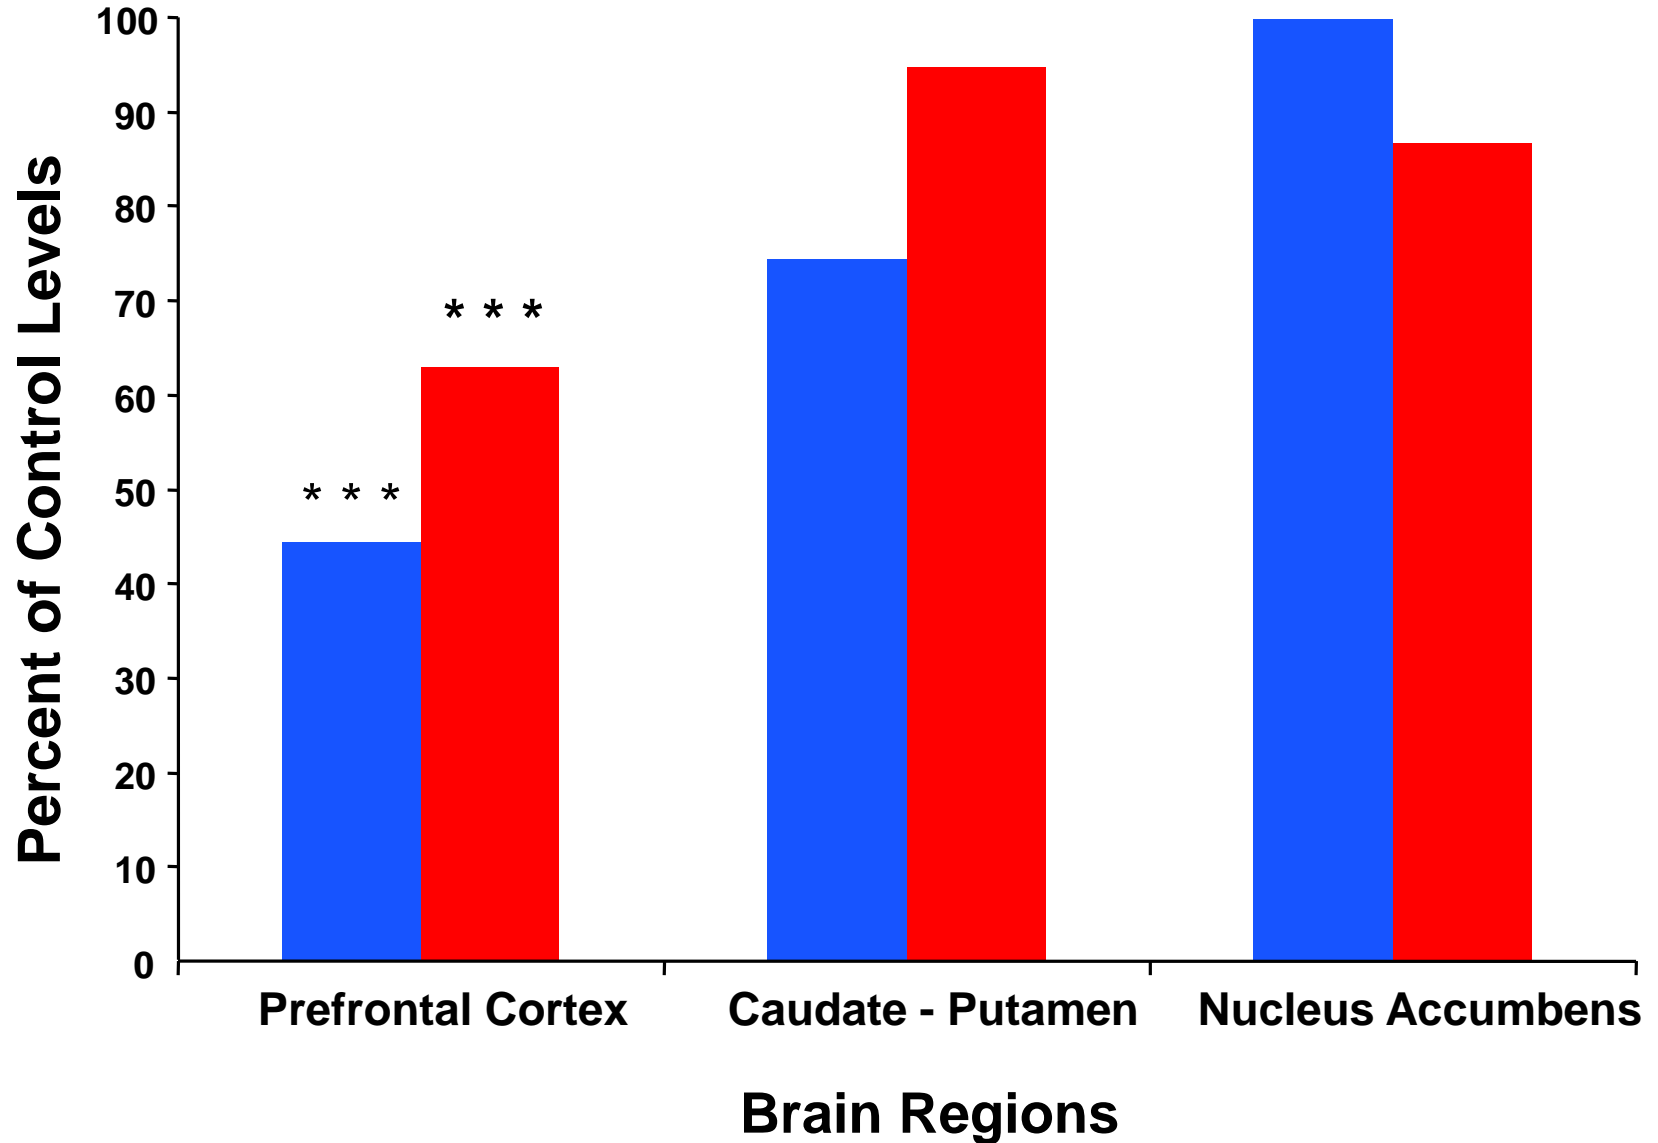 Percent of Control Levels
100
90
80
70
60
50
40
30
20
10
0
* * *
* * *
Prefrontal Cortex
Caudate - Putamen
Nucleus Accumbens
Brain Regions